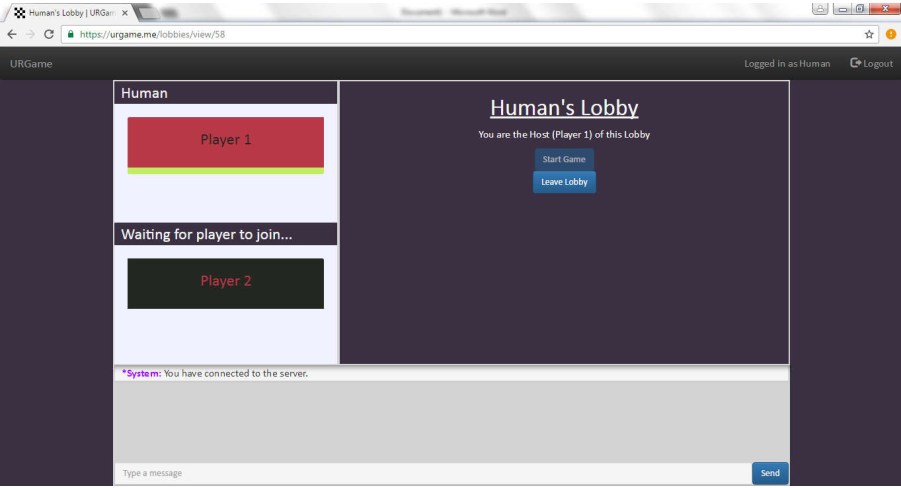 Human's Lobby | URGam
https://urgame.me/lobbies/view/58
URGame
Logged in as Human
Logout
Human
Player 1
Waiting for player to join...
Player 2
Human's Lobby
You are the Host (Player 1) of this Lobby
Start Game
Leave Lobby
*System: You have connected to the server.
Type a message
Send